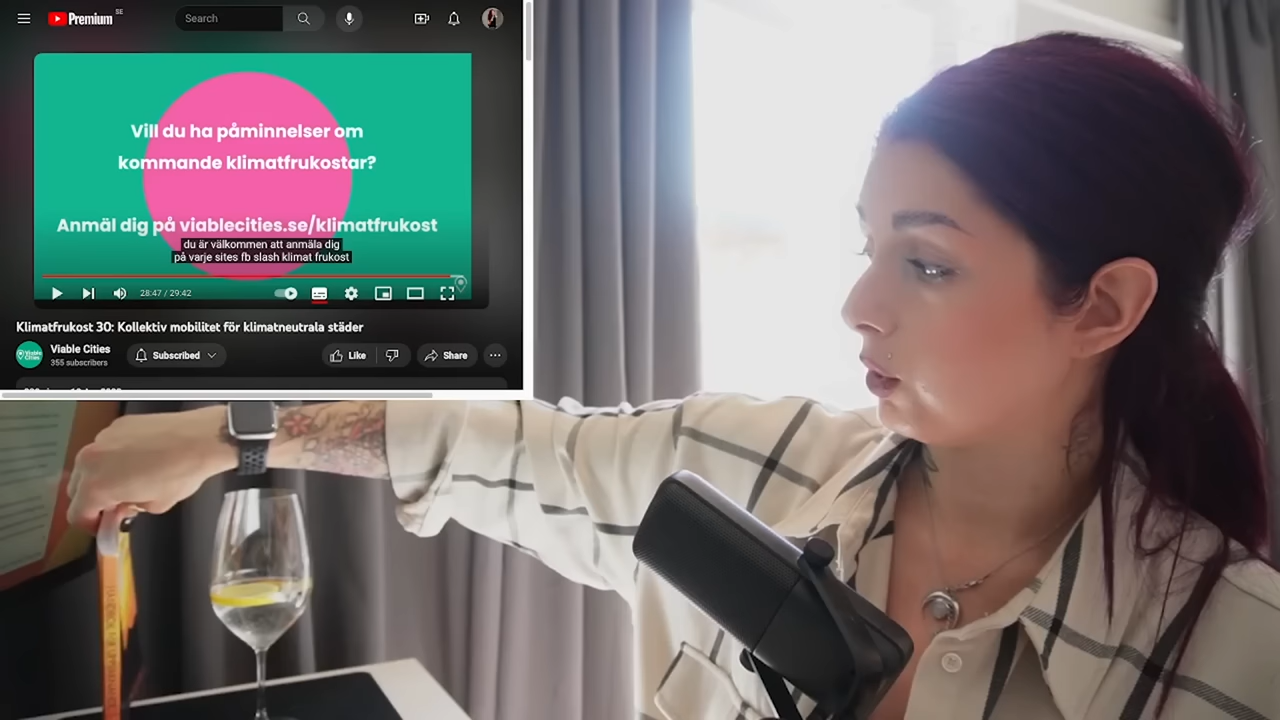 Premium SE
Search
Vill du ha påminnelser om
kommande klimatfrukostar?
Anmäl dig på viablecities.se/klimatfrukost
du är välkommen att anmäla dig
på varje sites fb slash klimat frukost
28:47 / 29:42
Klimatfrukost 30: Kollektiv mobilitet för klimatneutrala städer
Viable Cities
355 subscribers
Subscribed
Like
Share